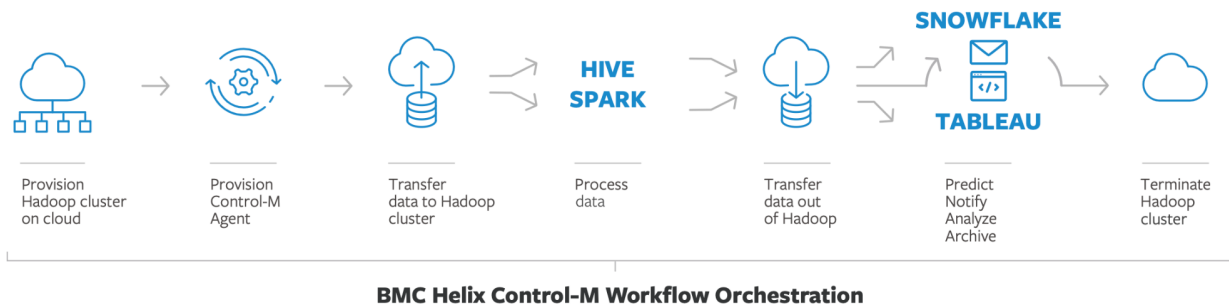 SNOWFLAKE
HIVE
SPARK
</>
TABLEAU
Provision
Hadoop cluster
on cloud
Provision
Control-M
Agent
Transfer
data to Hadoop
cluster
Process
data
Transfer
data out
of Hadoop
Predict
Notify
Analyze
Archive
Terminate
Hadoop
cluster
BMC Helix Control-M Workflow Orchestration